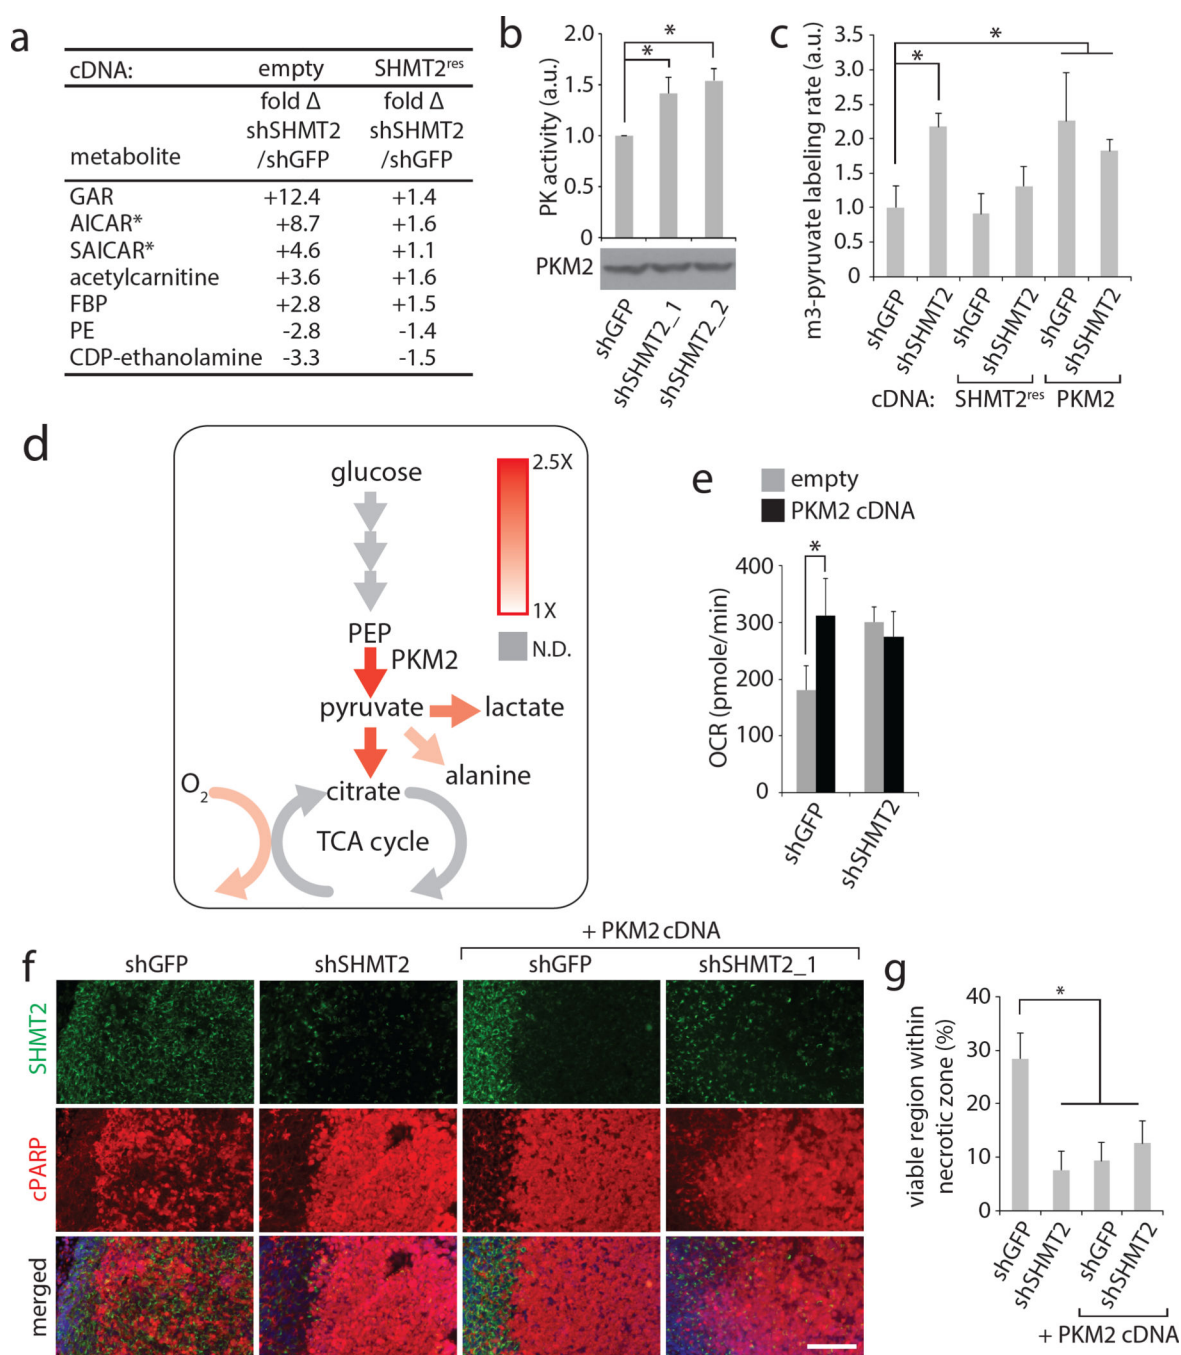 a
cDNA: empty SHMT2res
metabolite fold Δ shSHMT2 /shGFP fold Δ shSHMT2 /shGFP
GAR +12.4 +1.4
AICAR* +8.7 +1.6
SAICAR* +4.6 +1.1
acetylcarnitine +3.6 +1.6
FBP +2.8 +1.5
PE -2.8 -1.4
CDP-ethanolamine -3.3 -1.5
b
PK activity (a.u.)
2.0
1.5
1.0
0.5
0
*
*
PKM2
shGFP
shSHMT2_1
shSHMT2_2
c
m3-pyruvate labeling rate (a.u.)
3.5
3.0
2.5
2.0
1.5
1.0
0.5
0
*
*
shGFP
shSHMT2
shGFP
shSHMT2
shGFP
shSHMT2
cDNA: SHMT2res PKM2
d
glucose
2.5X
1X
N.D.
PEP
PKM2
pyruvate
lactate
alanine
O2
citrate
TCA cycle
e
empty
PKM2 cDNA
OCR (pmole/min)
400
300
200
100
0
*
shGFP
shSHMT2
f
+ PKM2 cDNA
shGFP shSHMT2 shGFP shSHMT2_1
SHMT2
cPARP
merged
g
viable region within
necrotic zone (%)
40
30
20
10
0
*
shGFP
shSHMT2
shGFP
shSHMT2
+ PKM2 cDNA